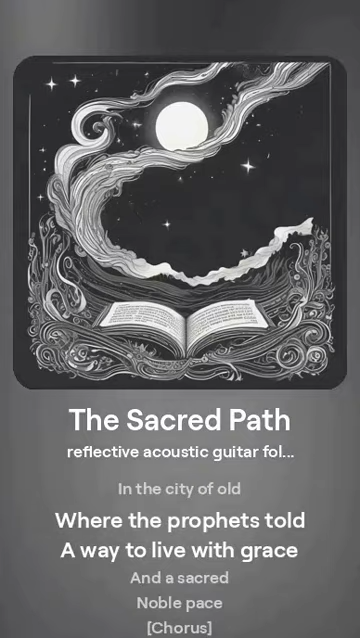 The Sacred Path
reflective acoustic guitar fol...
In the city of old
Where the prophets told
A way to live with grace
And a sacred
Noble pace
[Chorus]